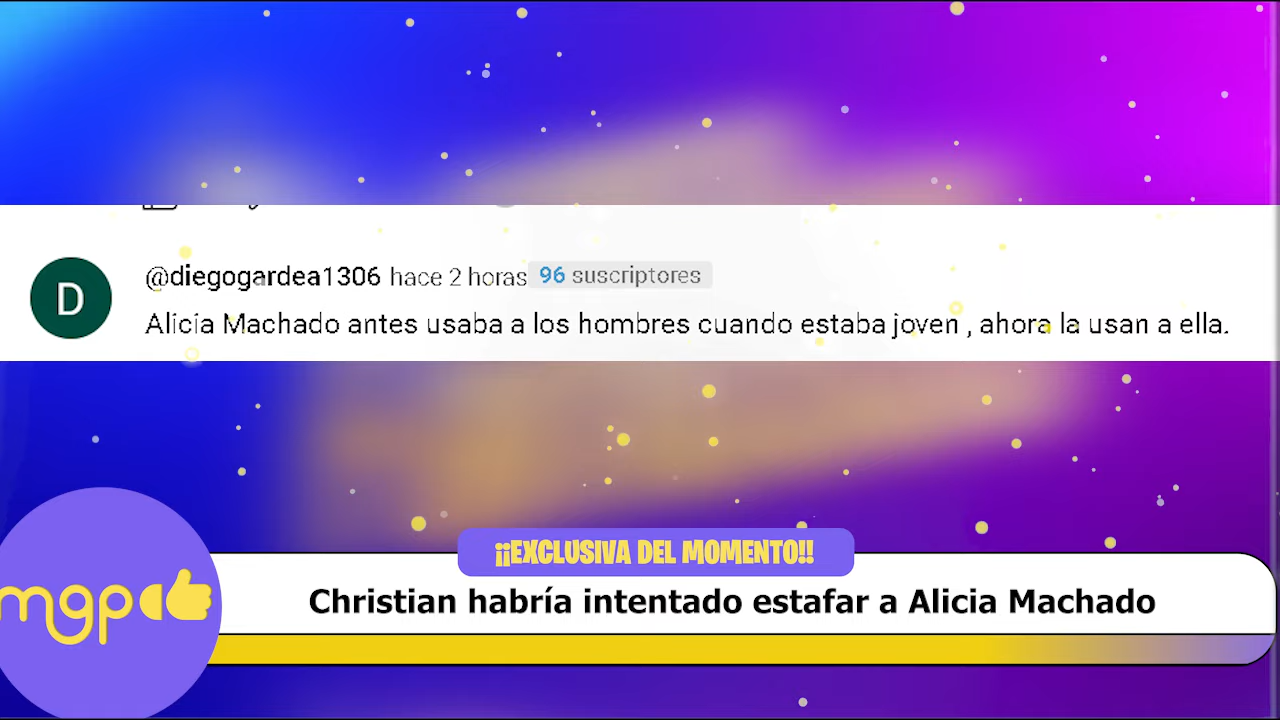 @diegogardea1306 hace 2 horas 96 suscriptores
Alicia Machado antes usaba a los hombres cuando estaba joven , ahora la usan a ella.
D
¡¡EXCLUSIVA DEL MOMENTO!!
Christian habría intentado estafar a Alicia Machado
mgp